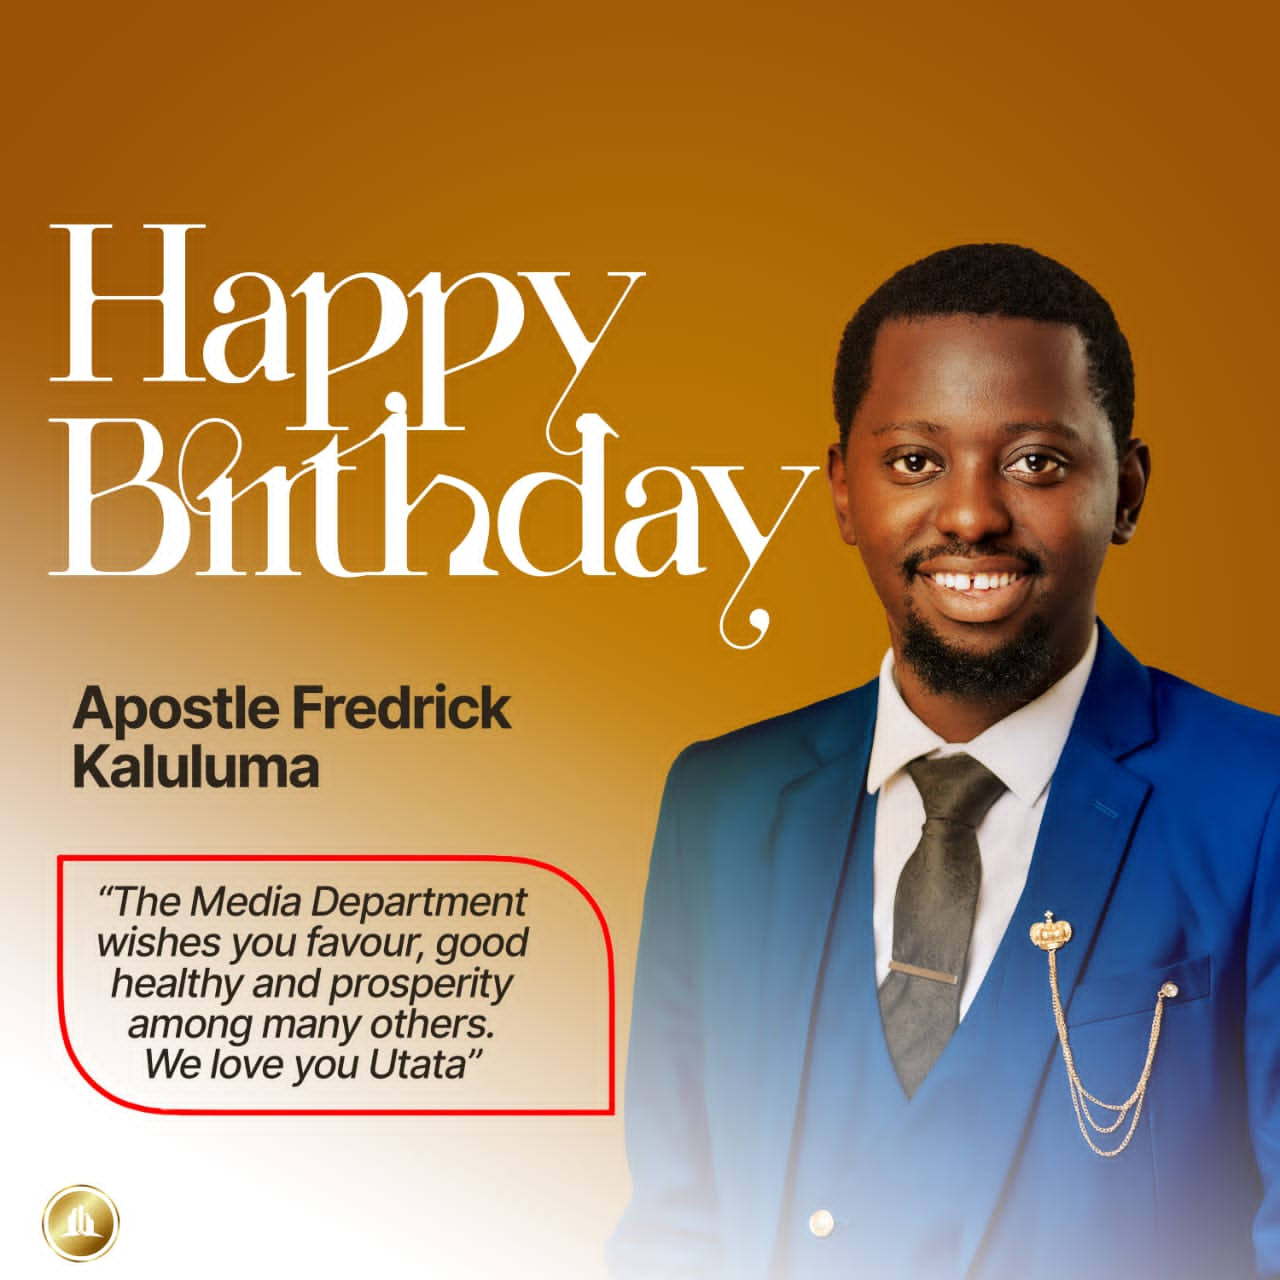 Happy
Birthday
Apostle Fredrick
Kaluluma
“The Media Department
wishes you favour, good
healthy and prosperity
among many others.
We love you Utata”